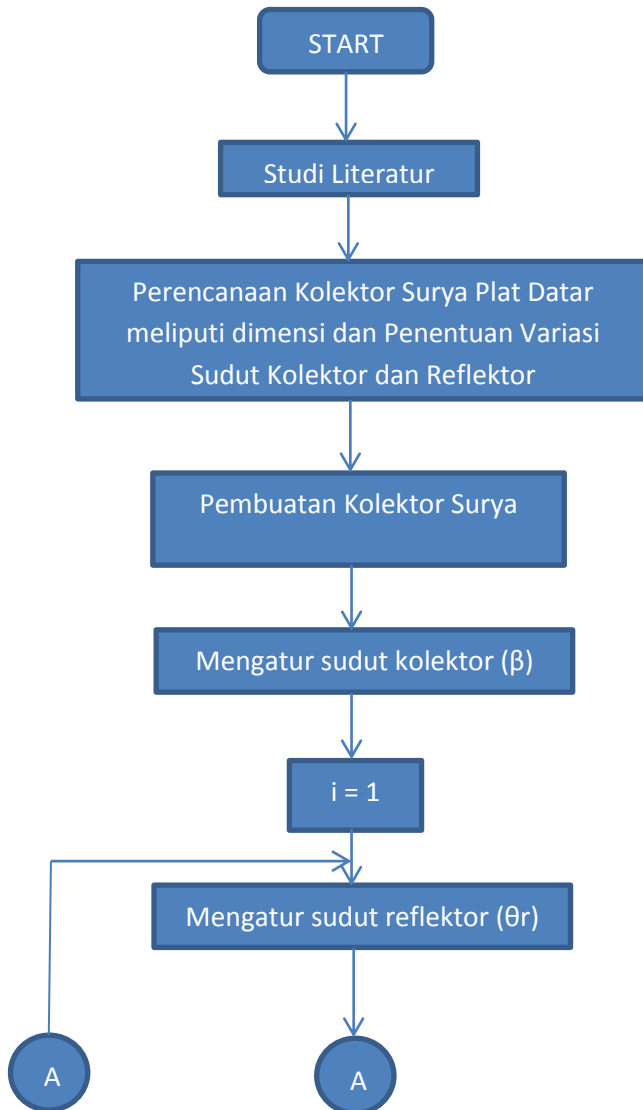 START
Studi Literatur
Perencanaan Kolektor Surya Plat Datar
meliputi dimensi dan Penentuan Variasi
Sudut Kolektor dan Reflektor
Pembuatan Kolektor Surya
Mengatur sudut kolektor (β)
i = 1
Mengatur sudut reflektor (θr)
A
A